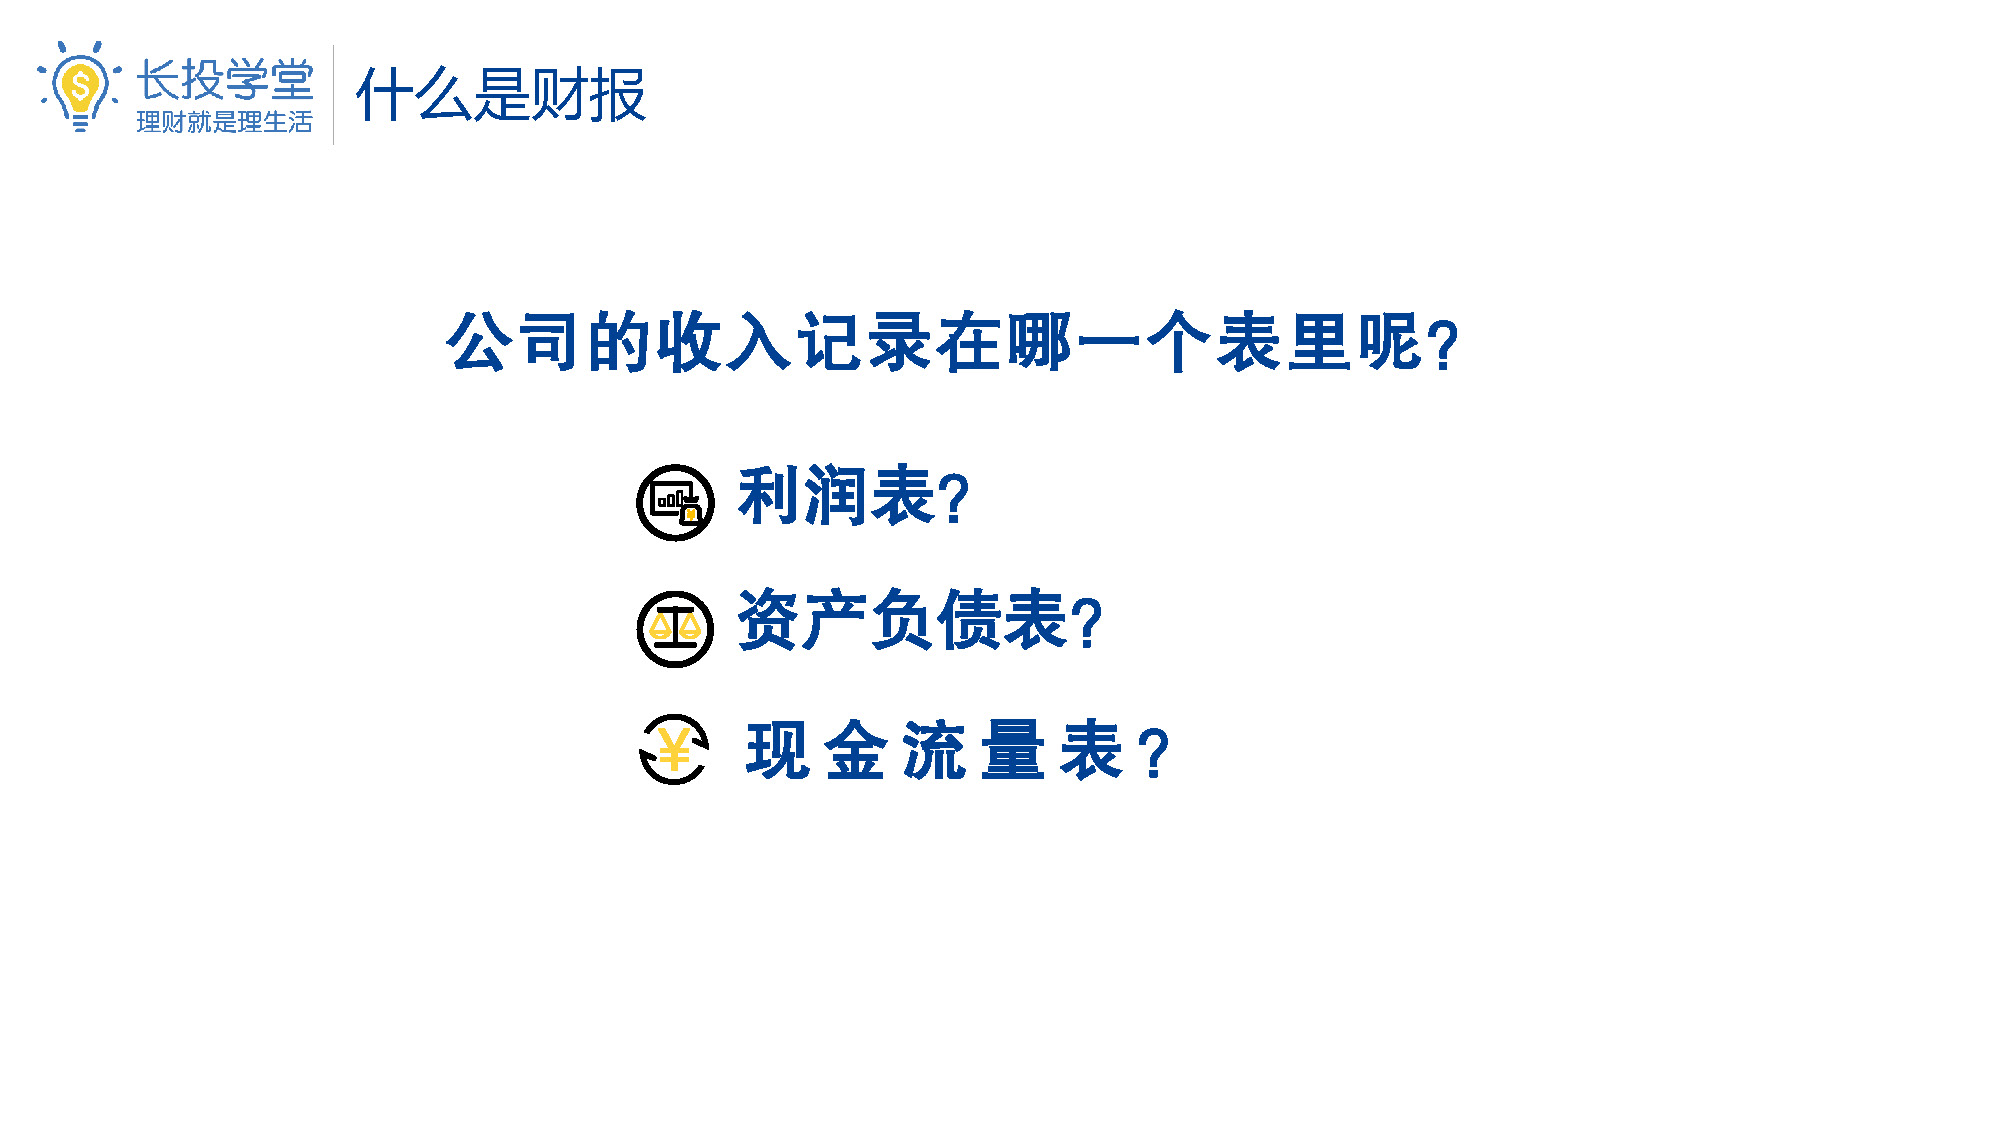 长投学堂
理财就是理生活
什么是财报
公司的收入记录在哪一个表里呢?
利润表?
资产负债表?
现金流量表?